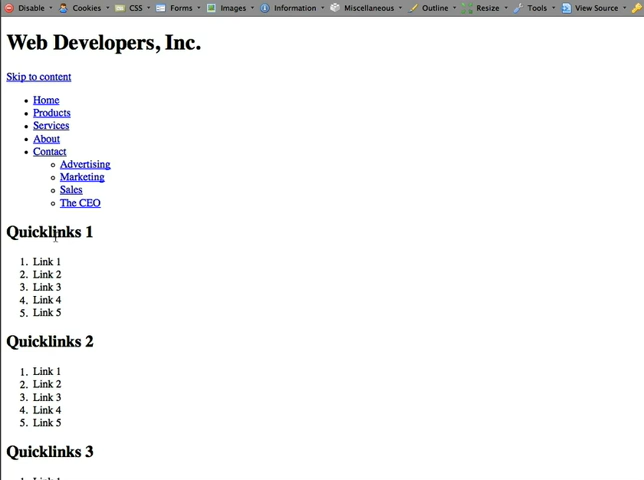 Disable Cookies CSS Forms Images Information Miscellaneous Outline Resize Tools View Source
Web Developers, Inc.
Skip to content
Home
Products
Services
About
Contact
Advertising
Marketing
Sales
The CEO
Quicklinks 1
1. Link 1
2. Link 2
3. Link 3
4. Link 4
5. Link 5
Quicklinks 2
1. Link 1
2. Link 2
3. Link 3
4. Link 4
5. Link 5
Quicklinks 3